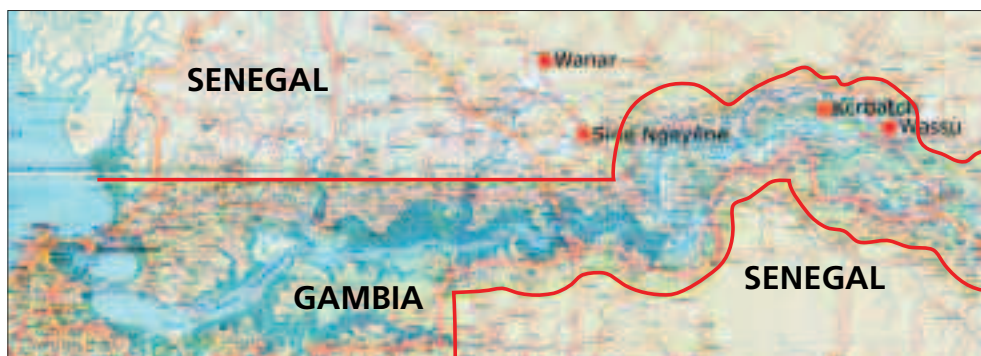 Wanar
SENEGAL
Kerbatch
Wassu
Sine Ngayène
SENEGAL
GAMBIA